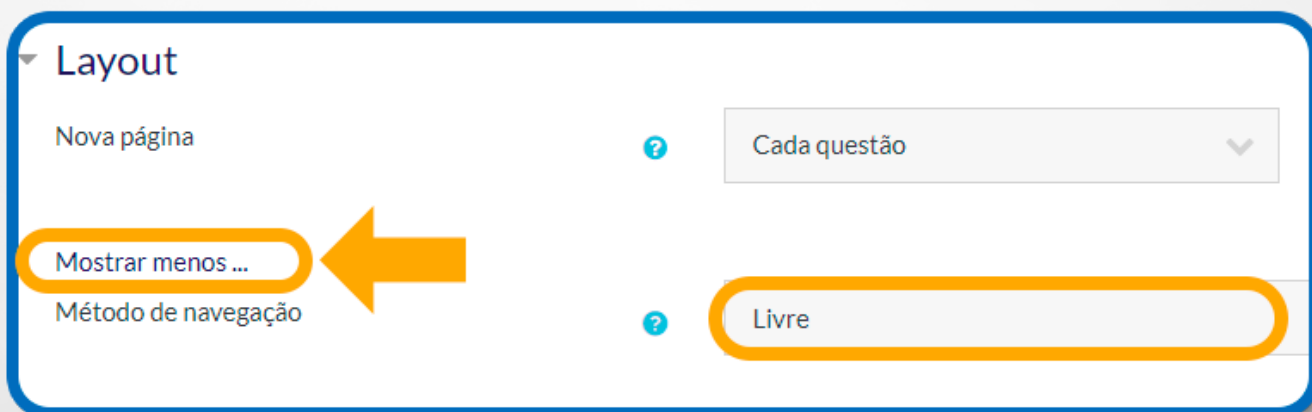 Layout
Nova página
Cada questão
Mostrar menos ...
Método de navegação
Livre